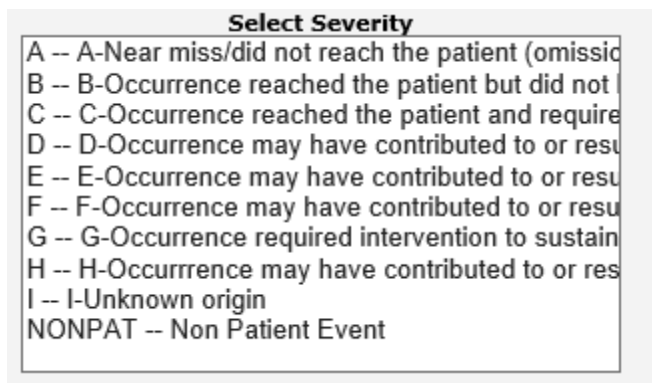 Select Severity
A -- A-Near miss/did not reach the patient (omissic
B -- B-Occurrence reached the patient but did not
C -- C-Occurrence reached the patient and require
D -- D-Occurrence may have contributed to or resu
E -- E-Occurrence may have contributed to or resu
F -- F-Occurrence may have contributed to or resu
G -- G-Occurrence required intervention to sustain
H -- H-Occurrrence may have contributed to or res
I -- I-Unknown origin
NONPAT -- Non Patient Event